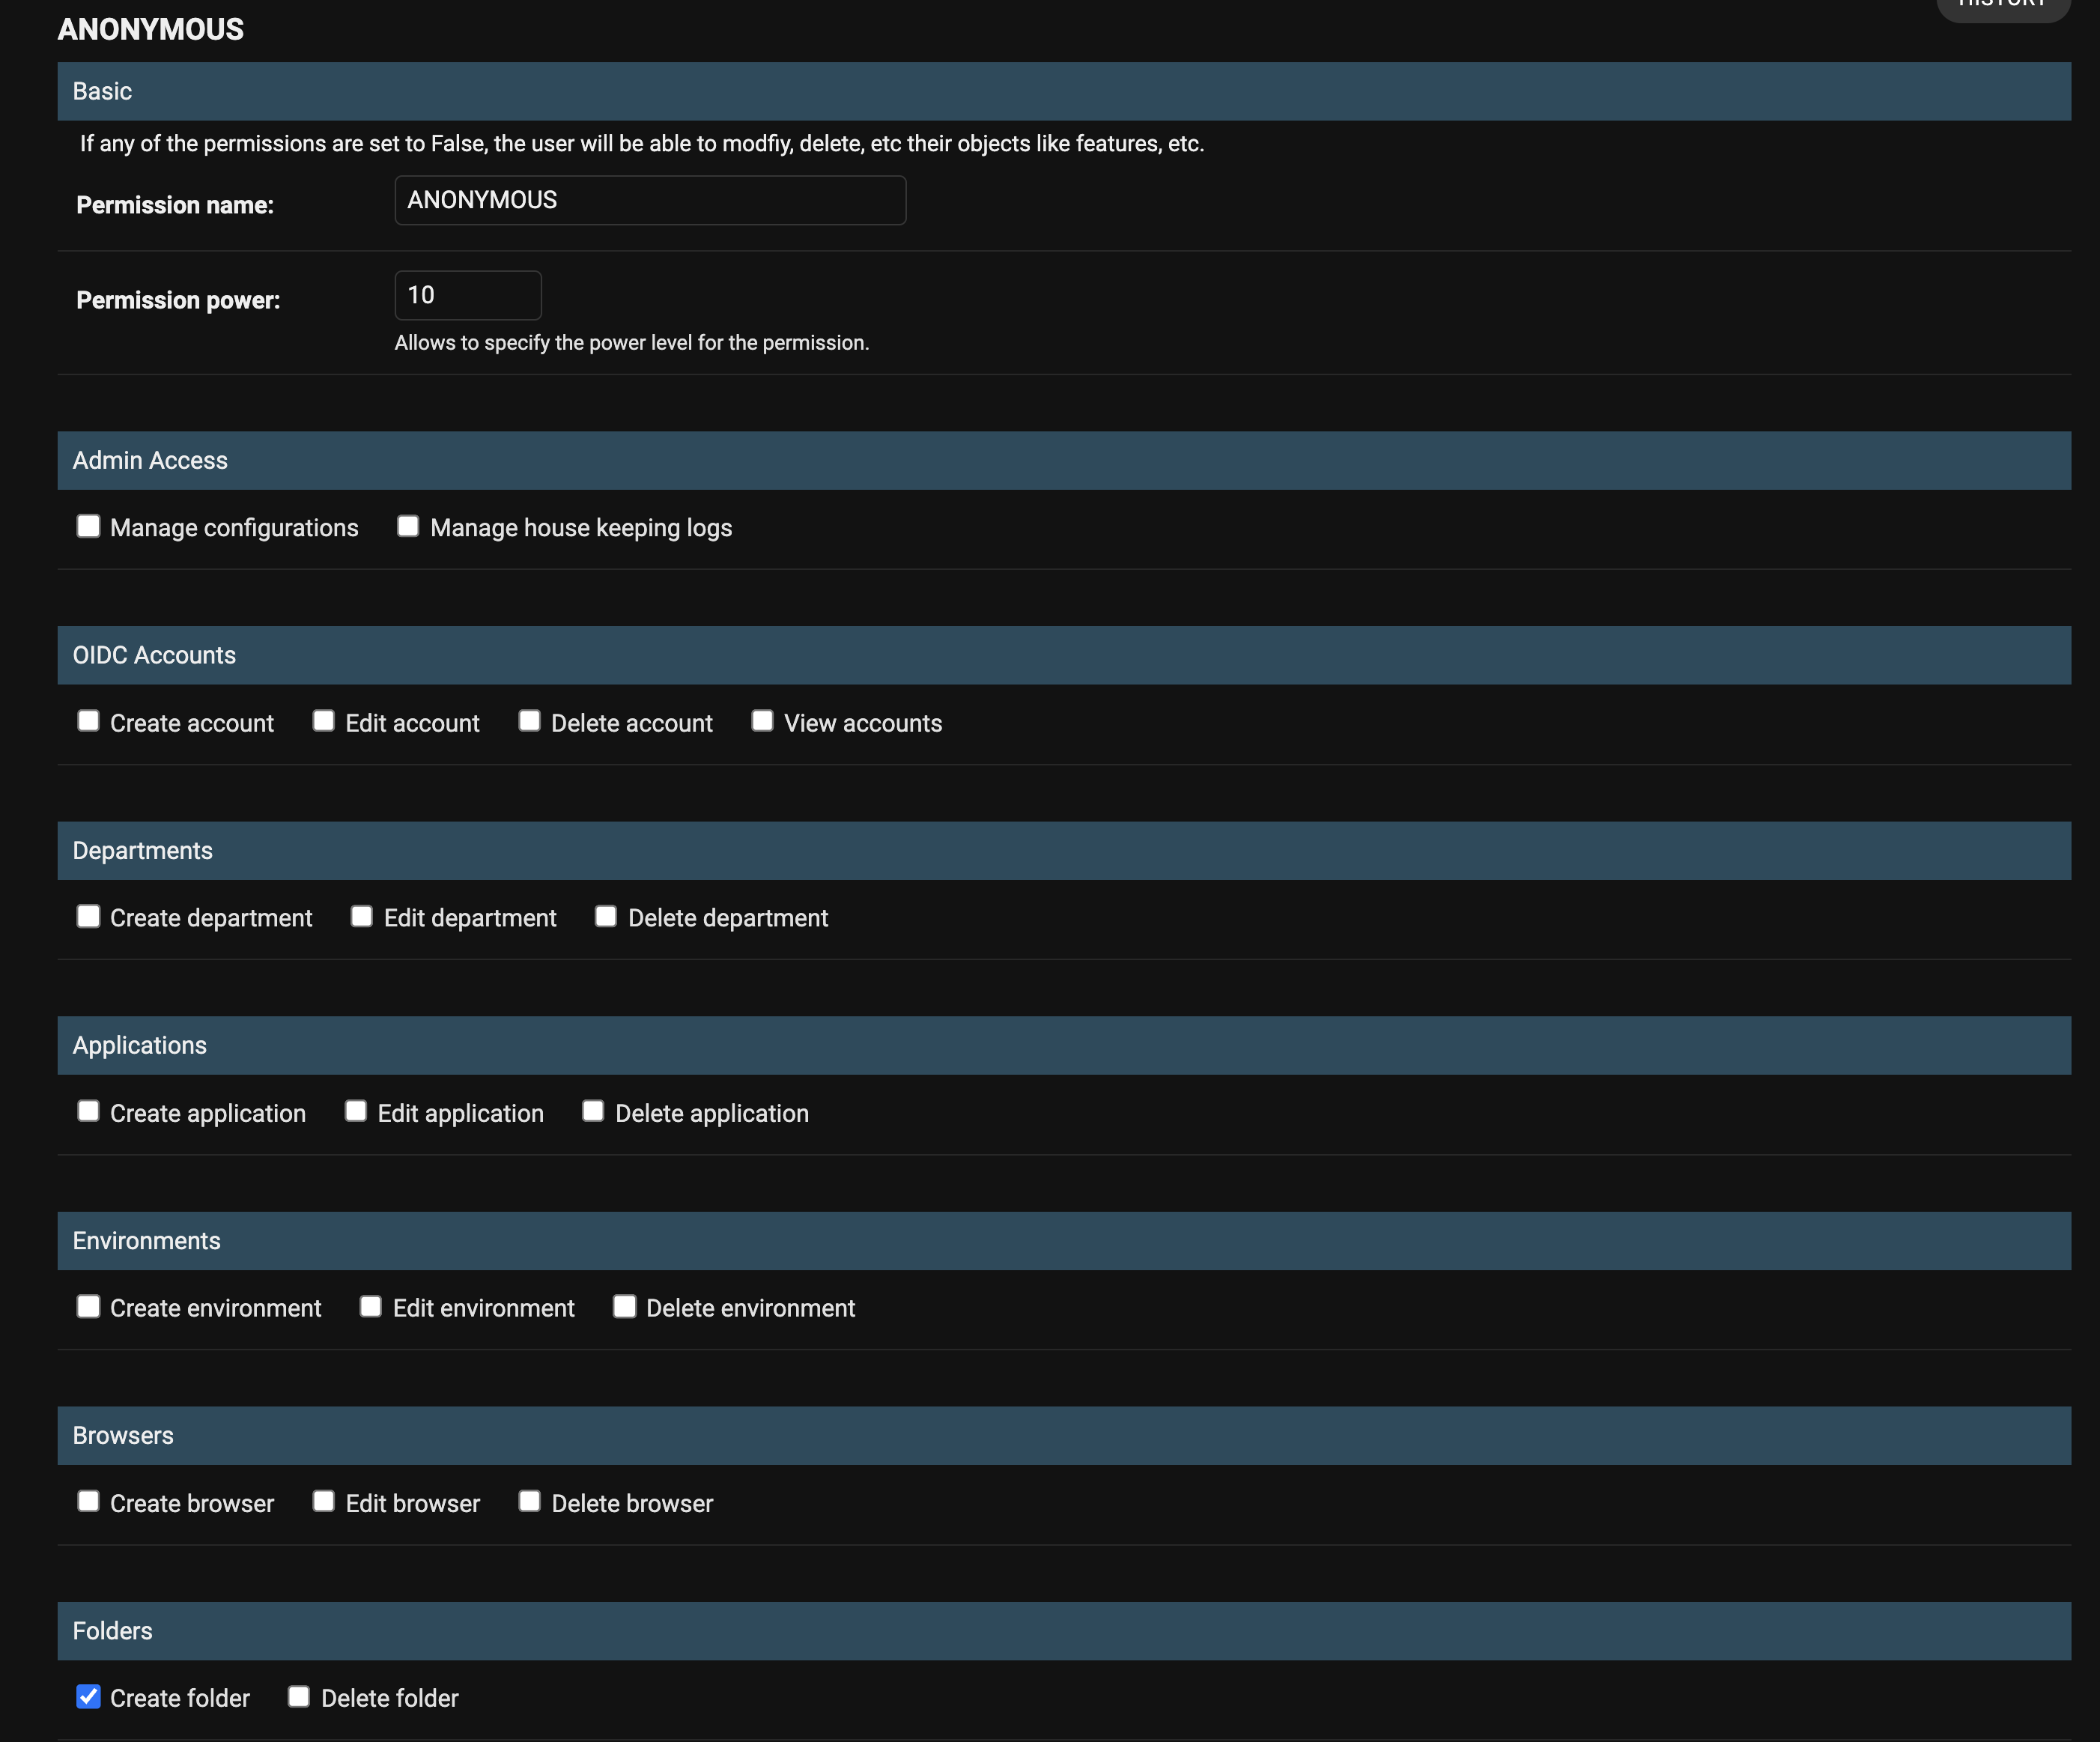 HISTORY
ANONYMOUS
Basic
If any of the permissions are set to False, the user will be able to modfiy, delete, etc their objects like features, etc.
Permission name: ANONYMOUS
Permission power: 10
Allows to specify the power level for the permission.
Admin Access
Manage configurations Manage house keeping logs
OIDC Accounts
Create account Edit account Delete account View accounts
Departments
Create department Edit department Delete department
Applications
Create application Edit application Delete application
Environments
Create environment Edit environment Delete environment
Browsers
Create browser Edit browser Delete browser
Folders
Create folder Delete folder